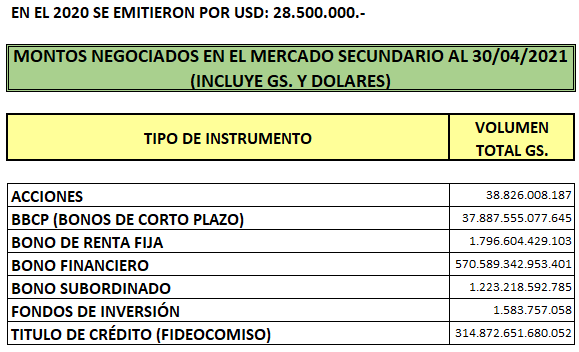 EN EL 2020 SE EMITIERON POR USD: 28.500.000.-
MONTOS NEGOCIADOS EN EL MERCADO SECUNDARIO AL 30/04/2021
(INCLUYE GS. Y DOLARES)
TIPO DE INSTRUMENTO VOLUMEN TOTAL GS.
ACCIONES 38.826.008.187
BBCP (BONOS DE CORTO PLAZO) 37.887.555.077.645
BONO DE RENTA FIJA 1.796.604.429.103
BONO FINANCIERO 570.589.342.953.401
BONO SUBORDINADO 1.223.218.592.785
FONDOS DE INVERSIÓN 1.583.757.058
TITULO DE CRÉDITO (FIDEOCOMISO) 314.872.651.680.052